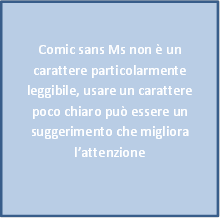 Comic sans Ms non è un
carattere particolarmente
leggibile, usare un carattere
poco chiaro può essere un
suggerimento che migliora
l'attenzione